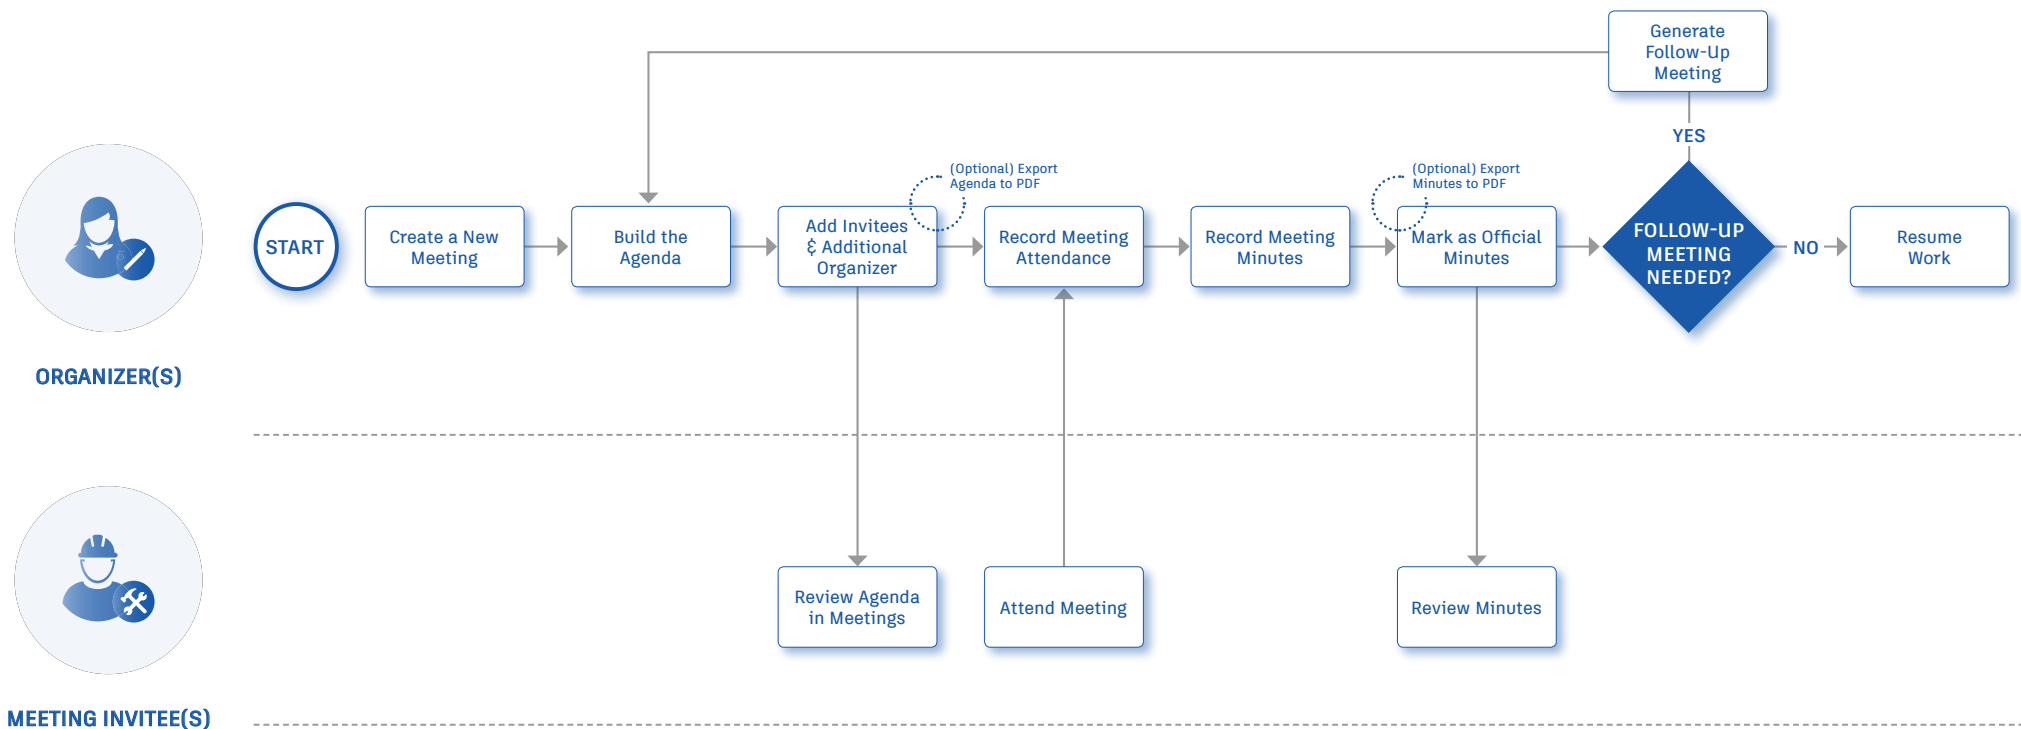 Generate
Follow-Up
Meeting
YES
(Optional) Export
Agenda to PDF
(Optional) Export
Minutes to PDF
START
Create a New
Meeting
Build the
Agenda
Add Invitees
& Additional
Organizer
Record Meeting
Attendance
Record Meeting
Minutes
Mark as Official
Minutes
FOLLOW-UP
MEETING
NEEDED?
NO
Resume
Work
ORGANIZER(S)
Review Agenda
in Meetings
Attend Meeting
Review Minutes
MEETING INVITEE(S)